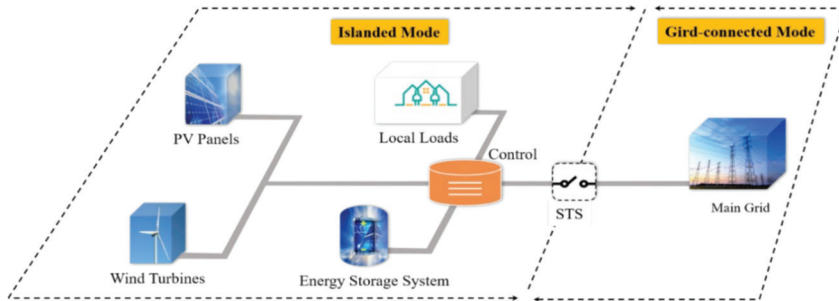 Islanded Mode
Gird-connected Mode
PV Panels
Local Loads
Control
STS
Main Grid
Wind Turbines
Energy Storage System